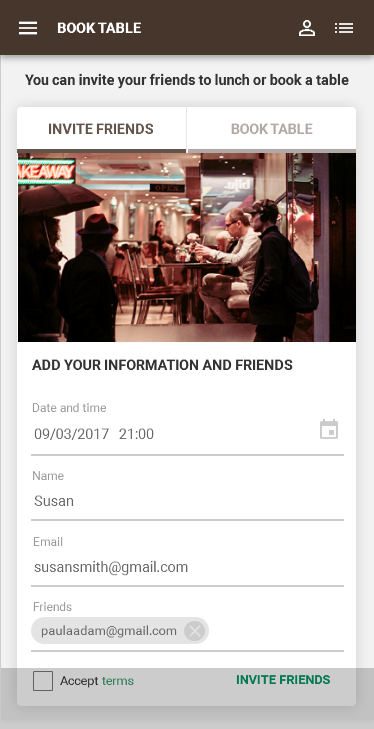 BOOK TABLE
You can invite your friends to lunch or book a table
INVITE FRIENDS
BOOK TABLE
KEAWAY
OPEN
ADD YOUR INFORMATION AND FRIENDS
Date and time
09/03/2017 21:00
Name
Susan
Email
susansmith@gmail.com
Friends
paulaadam@gmail.com
Accept terms
INVITE FRIENDS